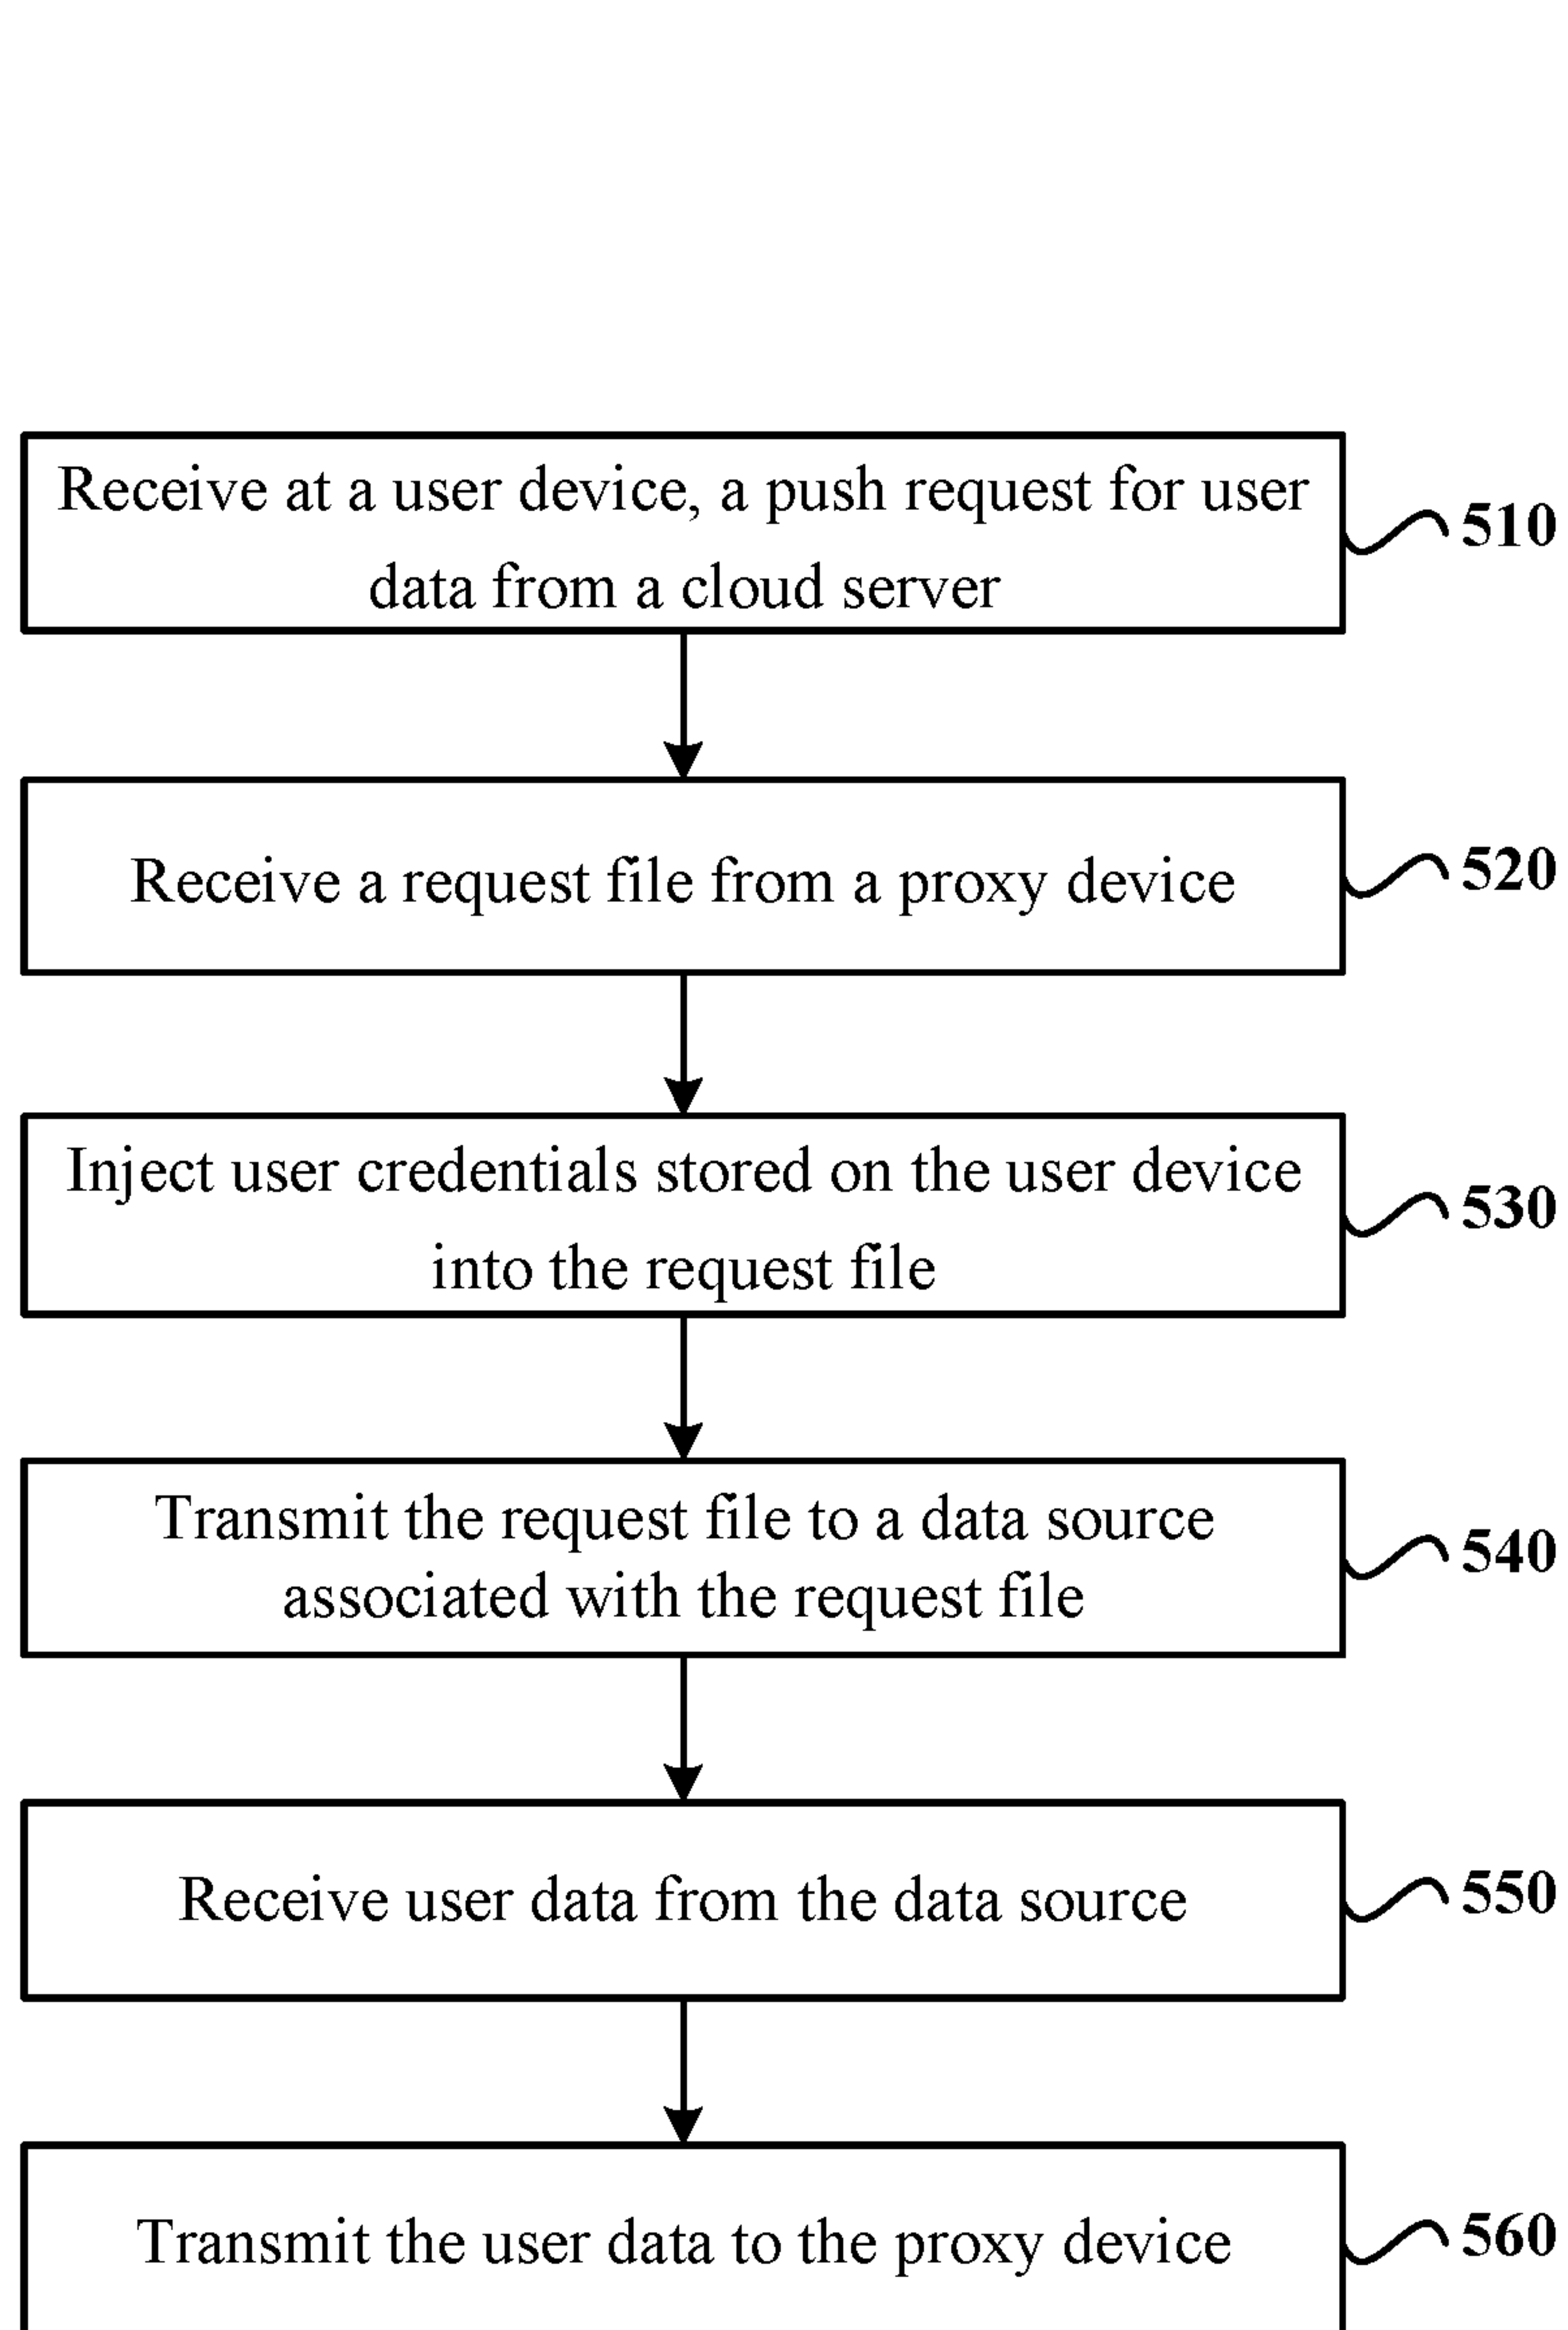 Receive at a user device, a push request for user
data from a cloud server
510
Receive a request file from a proxy device
520
Inject user credentials stored on the user device
into the request file
530
Transmit the request file to a data source
associated with the request file
540
Receive user data from the data source
550
Transmit the user data to the proxy device
560